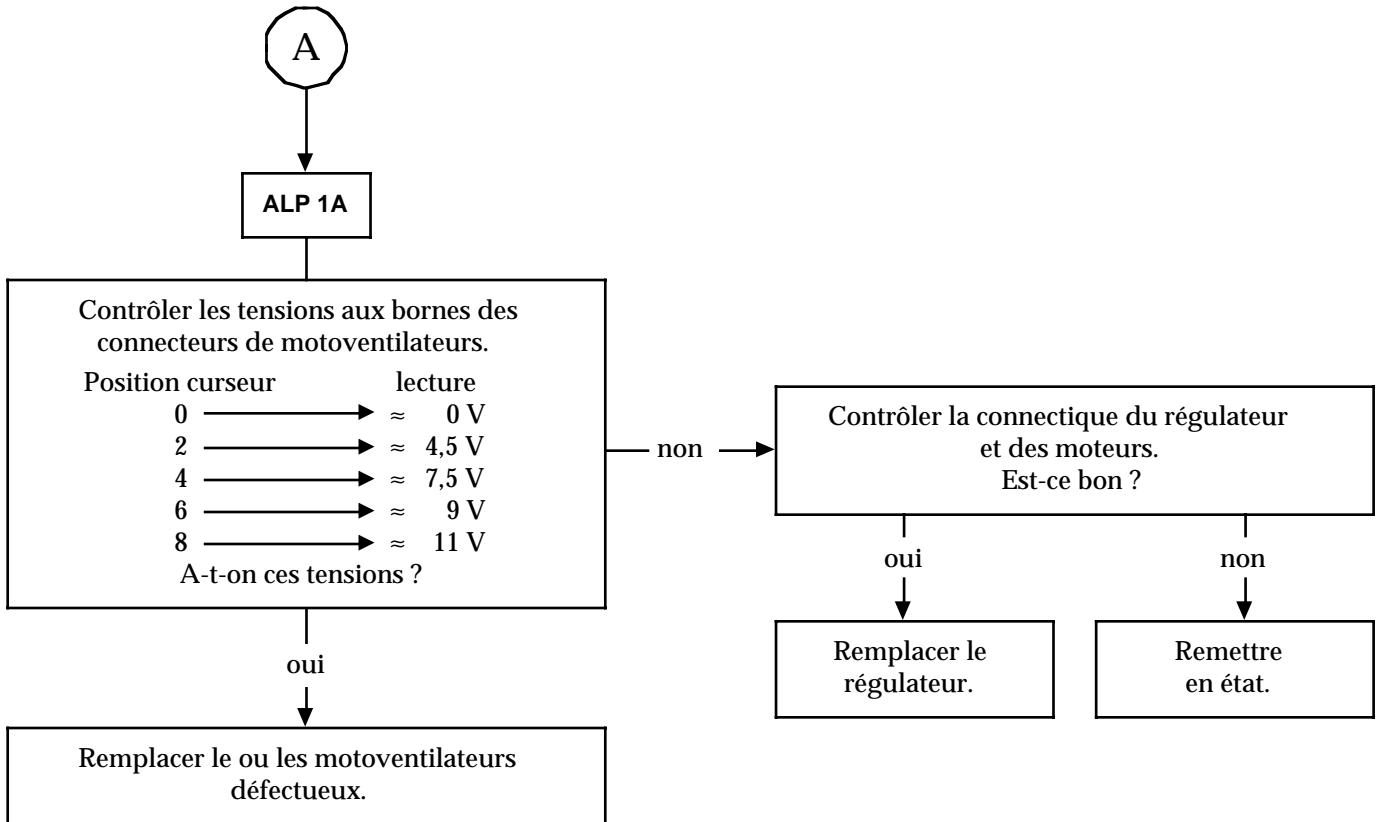 A
ALP 1A
Contrôler les tensions aux bornes des
connecteurs de motoventilateurs.
Position curseur lecture
0 ≈ 0 V
2 ≈ 4,5 V
4 ≈ 7,5 V
6 ≈ 9 V
8 ≈ 11 V
A-t-on ces tensions ?
non
Contrôler la connectique du régulateur
et des moteurs.
Est-ce bon ?
oui
non
Remplacer le
régulateur.
Remettre
en état.
oui
Remplacer le ou les motoventilateurs
défectueux.